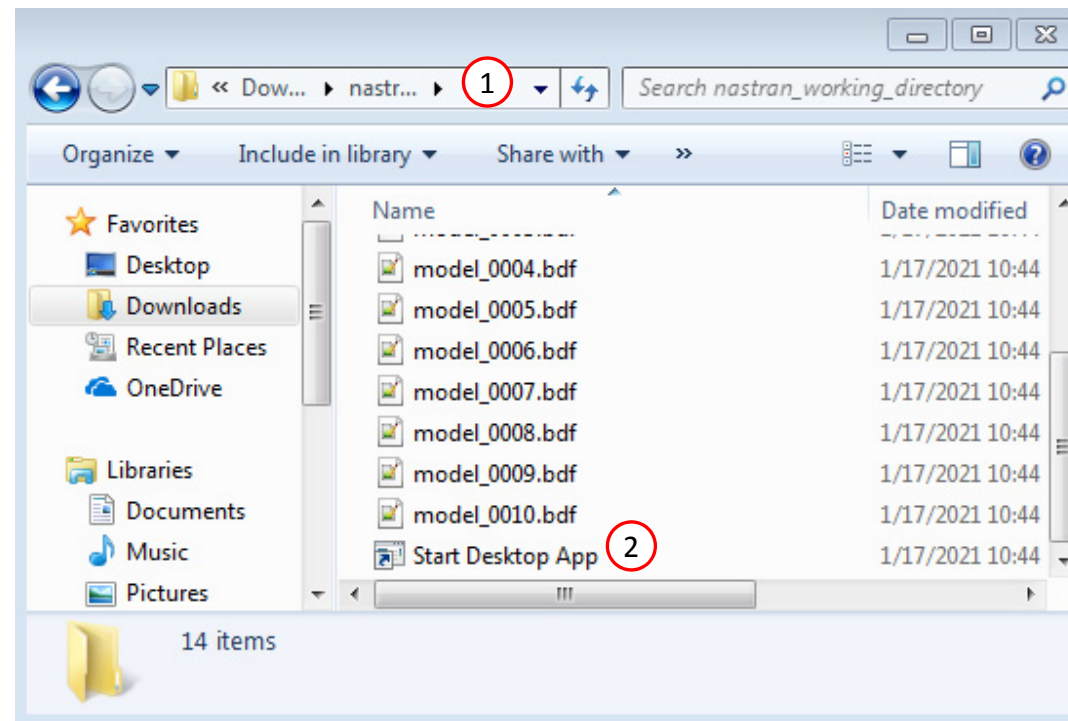 « Dow... nastr... 1 Search nastran_working_directory
Organize Include in library Share with »
Favorites
Desktop
Downloads
Recent Places
OneDrive
Libraries
Documents
Music
Pictures
Name Date modified
model_0004.bdf 1/17/2021 10:44
model_0005.bdf 1/17/2021 10:44
model_0006.bdf 1/17/2021 10:44
model_0007.bdf 1/17/2021 10:44
model_0008.bdf 1/17/2021 10:44
model_0009.bdf 1/17/2021 10:44
model_0010.bdf 1/17/2021 10:44
Start Desktop App 2 1/17/2021 10:44
14 items